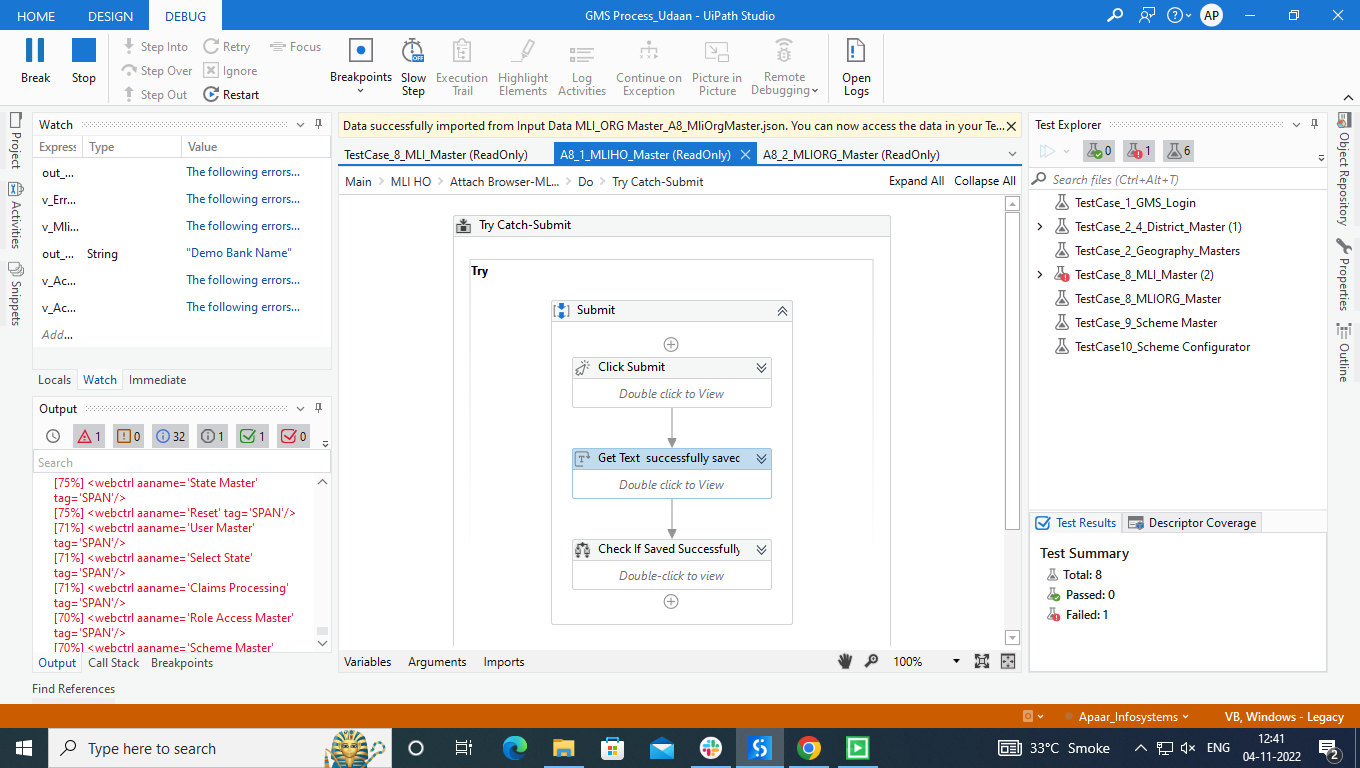 HOME DESIGN DEBUG
GMS Process_Udaan - UiPath Studio
AP
Break
Stop
Step Into
Step Over
Step Out
Retry
Ignore
Restart
Focus
Breakpoints
Slow
Step
Execution
Trail
Highlight
Elements
Log
Activities
Continue on
Exception
Picture in
Picture
Remote
Debugging
Open
Logs
Project
Activities
Snippets
Watch
Express Type Value
out_... The following errors...
v_Err... The following errors...
v_Mli... The following errors...
out_... String "Demo Bank Name"
v_Ac... The following errors...
v_Ac... The following errors...
Add...
Locals Watch Immediate
Output
1 0 32 1 1 0
Search
[75%] <webctrl aaname='State Master'
tag='SPAN'/>
[75%] <webctrl aaname='Reset' tag='SPAN'/>
[71%] <webctrl aaname='User Master'
tag='SPAN'/>
[71%] <webctrl aaname='Select State'
tag='SPAN'/>
[71%] <webctrl aaname='Claims Processing'
tag='SPAN'/>
[70%] <webctrl aaname='Role Access Master'
tag='SPAN'/>
[70%] <webctrl aaname='Scheme Master'
Output Call Stack Breakpoints
Find References
Data successfully imported from Input Data MLI_ORG Master_A8_MliOrgMaster.json. You can now access the data in your Te...
TestCase_8_MLI_Master (ReadOnly) A8_1_MLIHO_Master (ReadOnly) A8_2_MLIORG_Master (ReadOnly)
Main MLI HO Attach Browser-ML... Do Try Catch-Submit
Expand All Collapse All
Try Catch-Submit
Try
Submit
Click Submit
Double click to View
Get Text successfully saved
Double click to View
Check If Saved Successfully
Double-click to view
Variables Arguments Imports
100%
Test Explorer
0 1 6
Search files (Ctrl+Alt+T)
TestCase_1_GMS_Login
TestCase_2_4_District_Master (1)
TestCase_2_Geography_Masters
TestCase_8_MLI_Master (2)
TestCase_8_MLIORG_Master
TestCase_9_Scheme Master
TestCase10_Scheme Configurator
Test Results Descriptor Coverage
Test Summary
Total: 8
Passed: 0
Failed: 1
Object Repository
Properties
Outline
Apaar_Infosystems
VB, Windows - Legacy
Type here to search
33°C Smoke
ENG
12:41
04-11-2022
2